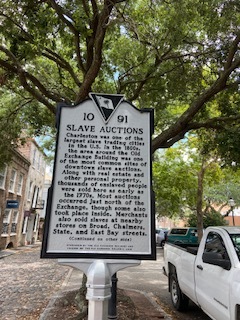 10 91
SLAVE AUCTIONS
Charleston was one of the
largest slave trading cities
in the U.S. In the 1800s,
the area around the Old
Exchange Building was one
of the most common sites of
downtown slave auctions.
Along with real estate and
other personal property,
thousands of enslaved people
were sold here as early as
the 1770s. Most auctions
occurred just north of the
Exchange, though some also
took place inside. Merchants
also sold slaves at nearby
stores on Broad, Chalmers,
State, and East Bay streets.
(Continued on other side)